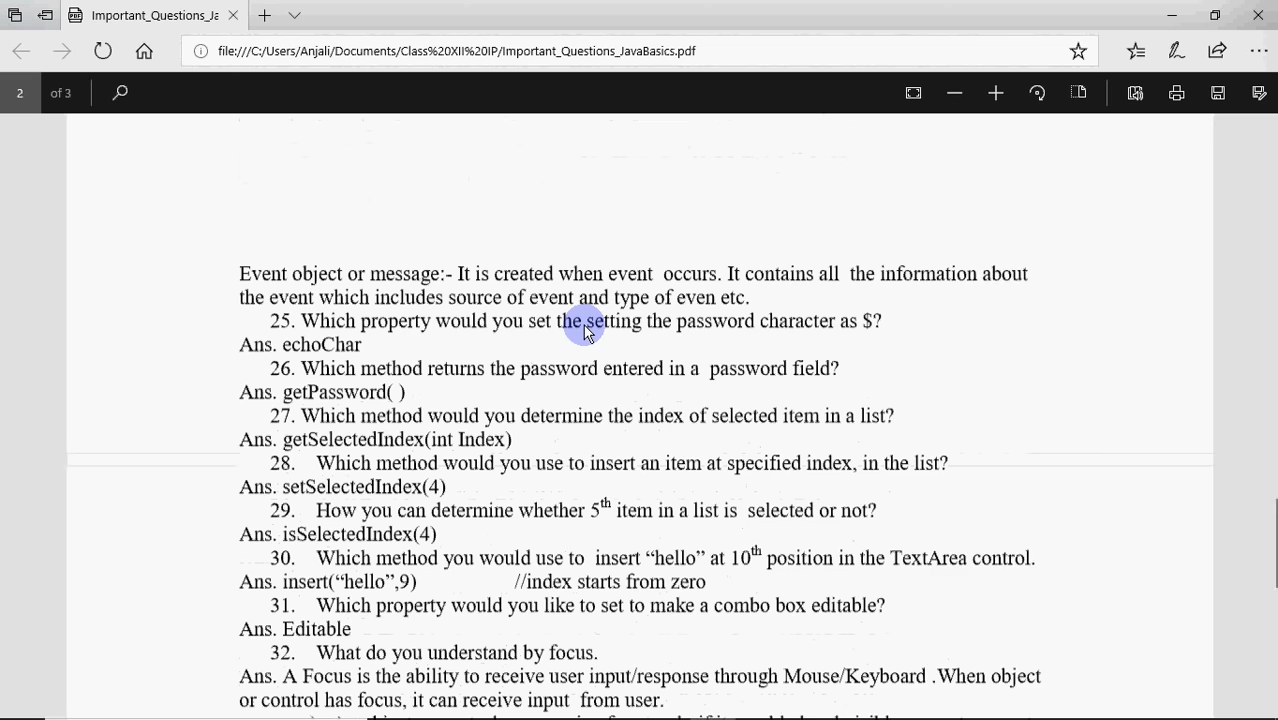 Important_Questions_Ja
file:///C:/Users/Anjali/Documents/Class%20XII%20IP/Important_Questions_JavaBasics.pdf
2 of 3
Event object or message:- It is created when event occurs. It contains all the information about
the event which includes source of event and type of even etc.
25. Which property would you set the setting the password character as $?
Ans. echoChar
26. Which method returns the password entered in a password field?
Ans. getPassword( )
27. Which method would you determine the index of selected item in a list?
Ans. getSelectedIndex(int Index)
28. Which method would you use to insert an item at specified index, in the list?
Ans. setSelectedIndex(4)
29. How you can determine whether 5th item in a list is selected or not?
Ans. isSelectedIndex(4)
30. Which method you would use to insert “hello” at 10th position in the TextArea control.
Ans. insert(“hello”,9) //index starts from zero
31. Which property would you like to set to make a combo box editable?
Ans. Editable
32. What do you understand by focus.
Ans. A Focus is the ability to receive user input/response through Mouse/Keyboard .When object
or control has focus, it can receive input from user.